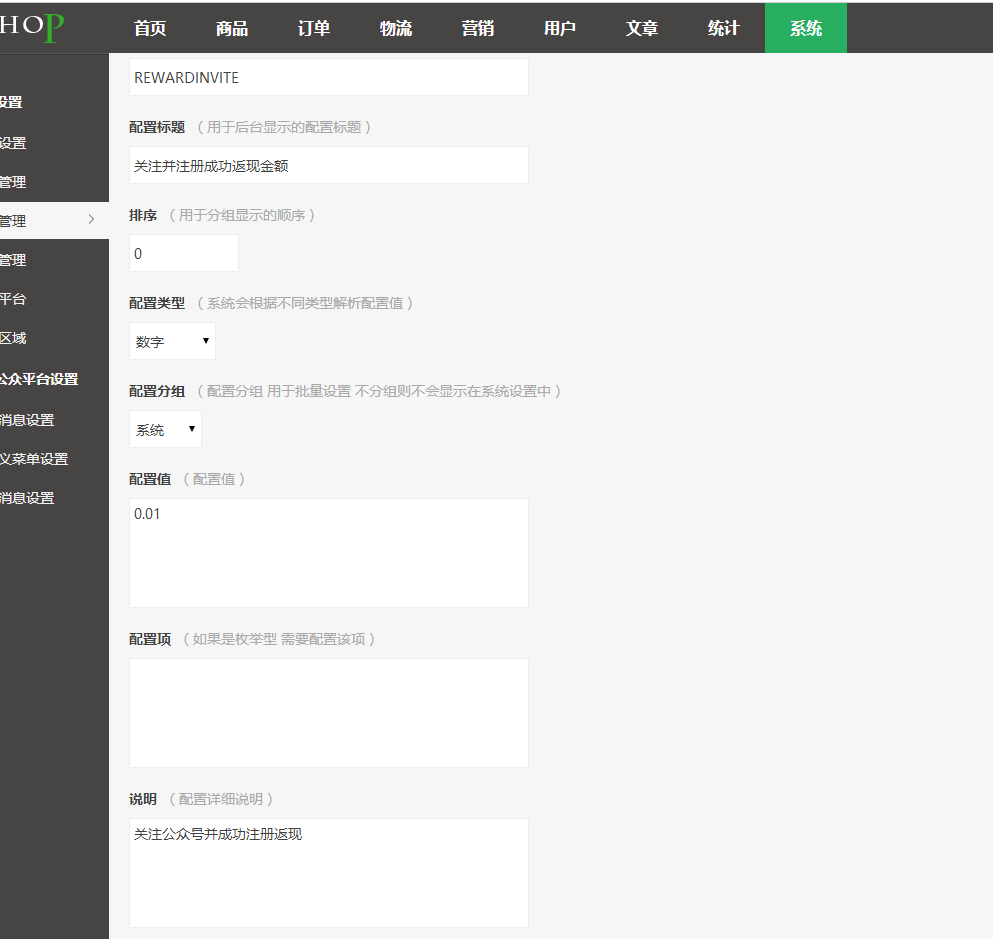 HOP
首页 商品 订单 物流 营销 用户 文章 统计 系统
设置
设置
管理
管理
管理
平台
区域
公众平台设置
消息设置
义菜单设置
消息设置
REWARDINVITE
配置标题 （用于后台显示的配置标题）
关注并注册成功返现金额
排序 （用于分组显示的顺序）
0
配置类型 （系统会根据不同类型解析配置值）
数字
配置分组 （配置分组 用于批量设置 不分组则不会显示在系统设置中）
系统
配置值 （配置值）
0.01
配置项 （如果是枚举型 需要配置该项）
说明 （配置详细说明）
关注公众号并成功注册返现